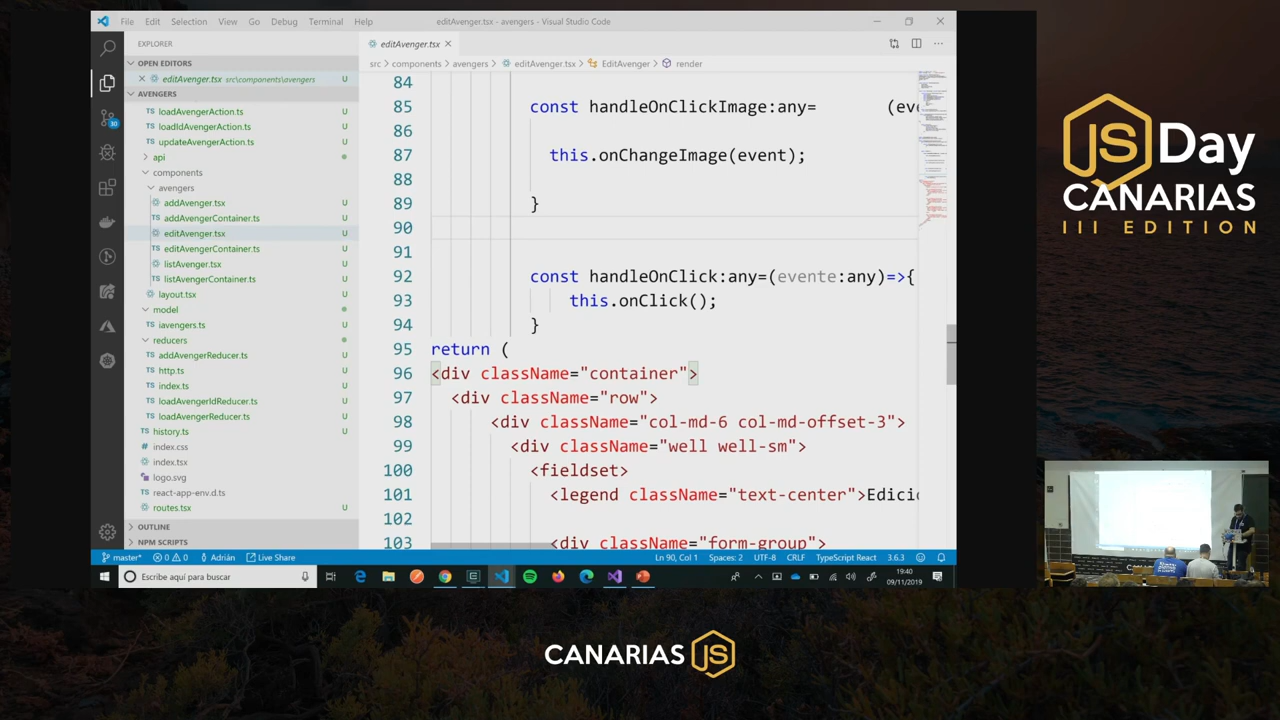 File Edit Selection View Go Debug Terminal Help
editAvenger.tsx - avengers - Visual Studio Code
EXPLORER
OPEN EDITORS
editAvenger.tsx src\components\avengers U
AVENGERS
loadAvengerAction.ts U
loadIdAvengerAction.ts U
updateAvengerAction.ts U
api
components
avengers
addAvenger.tsx U
addAvengerContainer.ts U
editAvenger.tsx U
editAvengerContainer.ts U
listAvenger.tsx U
listAvengerContainer.ts U
layout.tsx U
model
iavengers.ts U
reducers
addAvengerReducer.ts U
http.ts U
index.ts U
loadAvengerIdReducer.ts U
loadAvengerReducer.ts U
history.ts U
index.css
index.tsx
logo.svg
react-app-env.d.ts
routes.tsx U
OUTLINE
NPM SCRIPTS
30
editAvenger.tsx
src > components > avengers > editAvenger.tsx > EditAvenger > render
84
85 const handleOnClickImage:any= (eve
86
87 this.onChangeImage(event);
88
89 }
90
91
92 const handleOnClick:any=(evente:any)=>{
93 this.onClick();
94 }
95 return (
96 <div className="container">
97 <div className="row">
98 <div className="col-md-6 col-md-offset-3">
99 <div className="well well-sm">
100 <fieldset>
101 <legend className="text-center">Edicio
102
103 <div className="form-group">
master* 0 0 Adrián Live Share
Ln 90, Col 1 Spaces: 2 UTF-8 CRLF TypeScript React 3.6.3
Escribe aquí para buscar
19:40
09/11/2019
JS Day
CANARIAS
III EDITION
CANARIAS JS